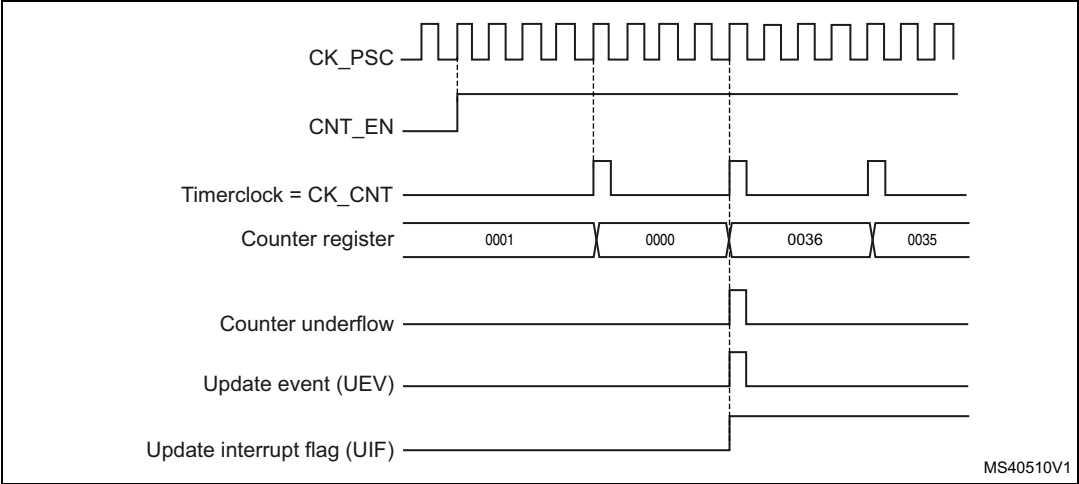 CK_PSC
CNT_EN
Timerclock = CK_CNT
Counter register 0001 0000 0036 0035
Counter underflow
Update event (UEV)
Update interrupt flag (UIF)
MS40510V1